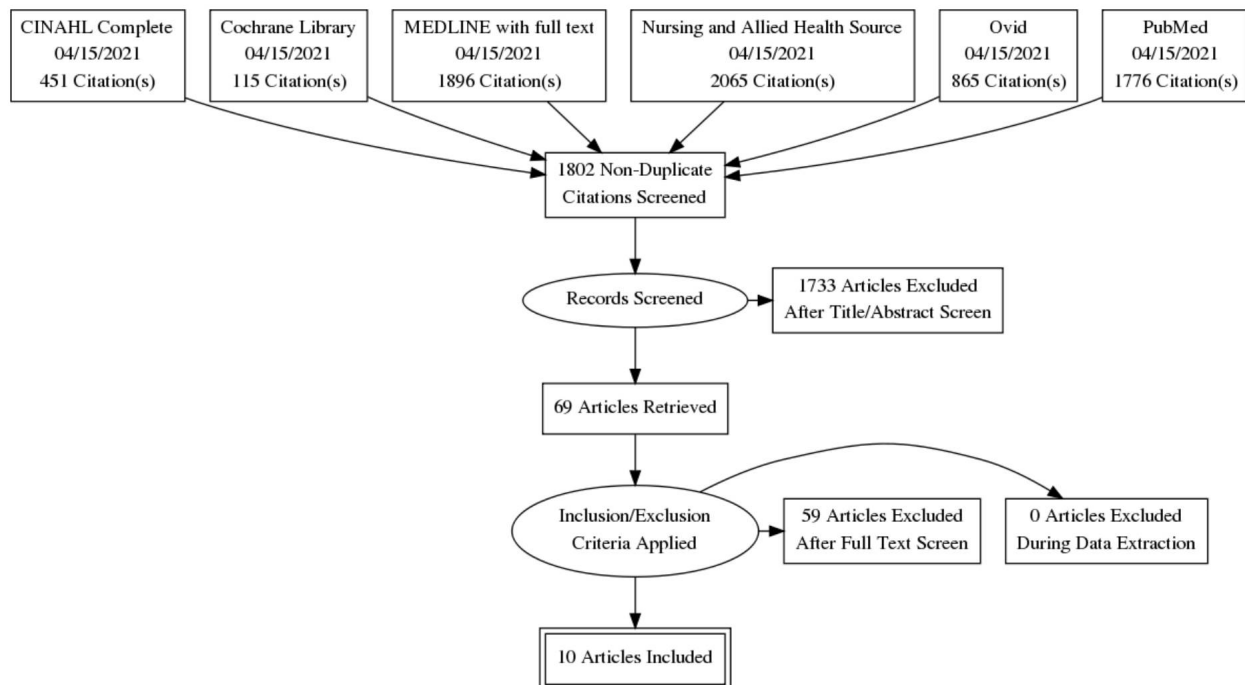 CINAHL Complete
04/15/2021
451 Citation(s)
Cochrane Library
04/15/2021
115 Citation(s)
MEDLINE with full text
04/15/2021
1896 Citation(s)
Nursing and Allied Health Source
04/15/2021
2065 Citation(s)
Ovid
04/15/2021
865 Citation(s)
PubMed
04/15/2021
1776 Citation(s)
1802 Non-Duplicate
Citations Screened
Records Screened
1733 Articles Excluded
After Title/Abstract Screen
69 Articles Retrieved
Inclusion/Exclusion
Criteria Applied
59 Articles Excluded
After Full Text Screen
0 Articles Excluded
During Data Extraction
10 Articles Included